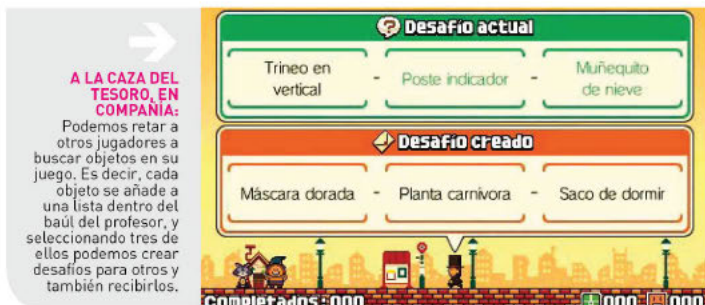 A LA CAZA DEL
TESORO, EN
COMPAÑÍA:
Podemos retar a
otros jugadores a
buscar objetos en su
juego. Es decir, cada
objeto se añade a
una lista dentro del
baúl del profesor, y
seleccionando tres de
ellos podemos crear
desafíos para otros y
también recibirlos.
Desafío actual
Trineo en
vertical
- Poste indicador -
Muñequito
de nieve
Desafío creado
Máscara dorada - Planta carnívora - Saco de dormir
Completados:000
000 000